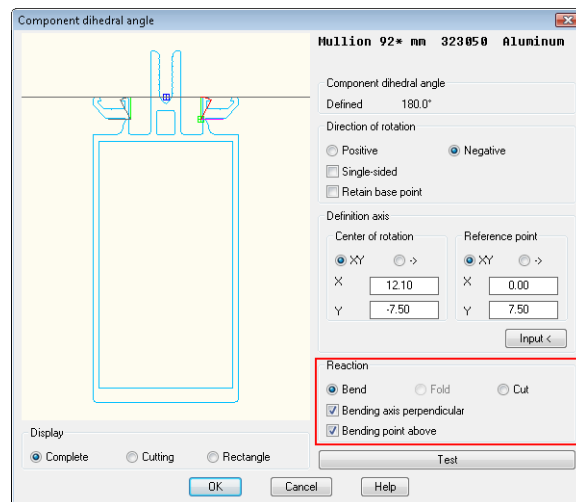 Component dihedral angle
Mullion 92* mm 323050 Aluminum
Component dihedral angle
Defined 180.0°
Direction of rotation
Positive Negative
Single-sided
Retain base point
Definition axis
Center of rotation Reference point
XY -> XY ->
X 12.10 X 0.00
Y -7.50 Y 7.50
Input <
Reaction
Bend Fold Cut
Bending axis perpendicular
Bending point above
Display
Complete Cutting Rectangle
Test
OK Cancel Help